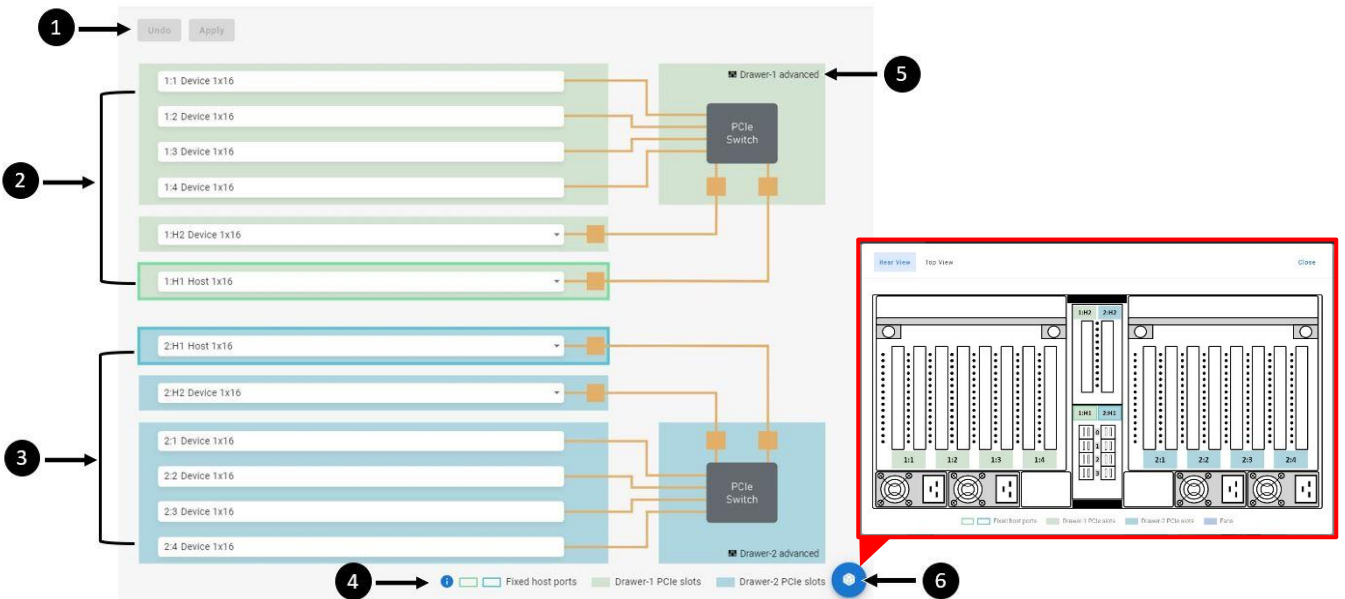 1
Undo Apply
Drawer-1 advanced
5
1:1 Device 1x16
1:2 Device 1x16
1:3 Device 1x16
1:4 Device 1x16
PCIe
Switch
2
1:H2 Device 1x16
1:H1 Host 1x16
2:H1 Host 1x16
2:H2 Device 1x16
3
2:1 Device 1x16
2:2 Device 1x16
2:3 Device 1x16
2:4 Device 1x16
PCIe
Switch
Drawer-2 advanced
4
Fixed host ports Drawer-1 PCIe slots Drawer-2 PCIe slots
6
Rear View Top View Close
1:H2 2:H2
1:H1 2:H1
0
1
2
3
1:1 1:2 1:3 1:4 2:1 2:2 2:3 2:4
Fixed host ports Drawer-1 PCIe slots Drawer-2 PCIe slots Fans